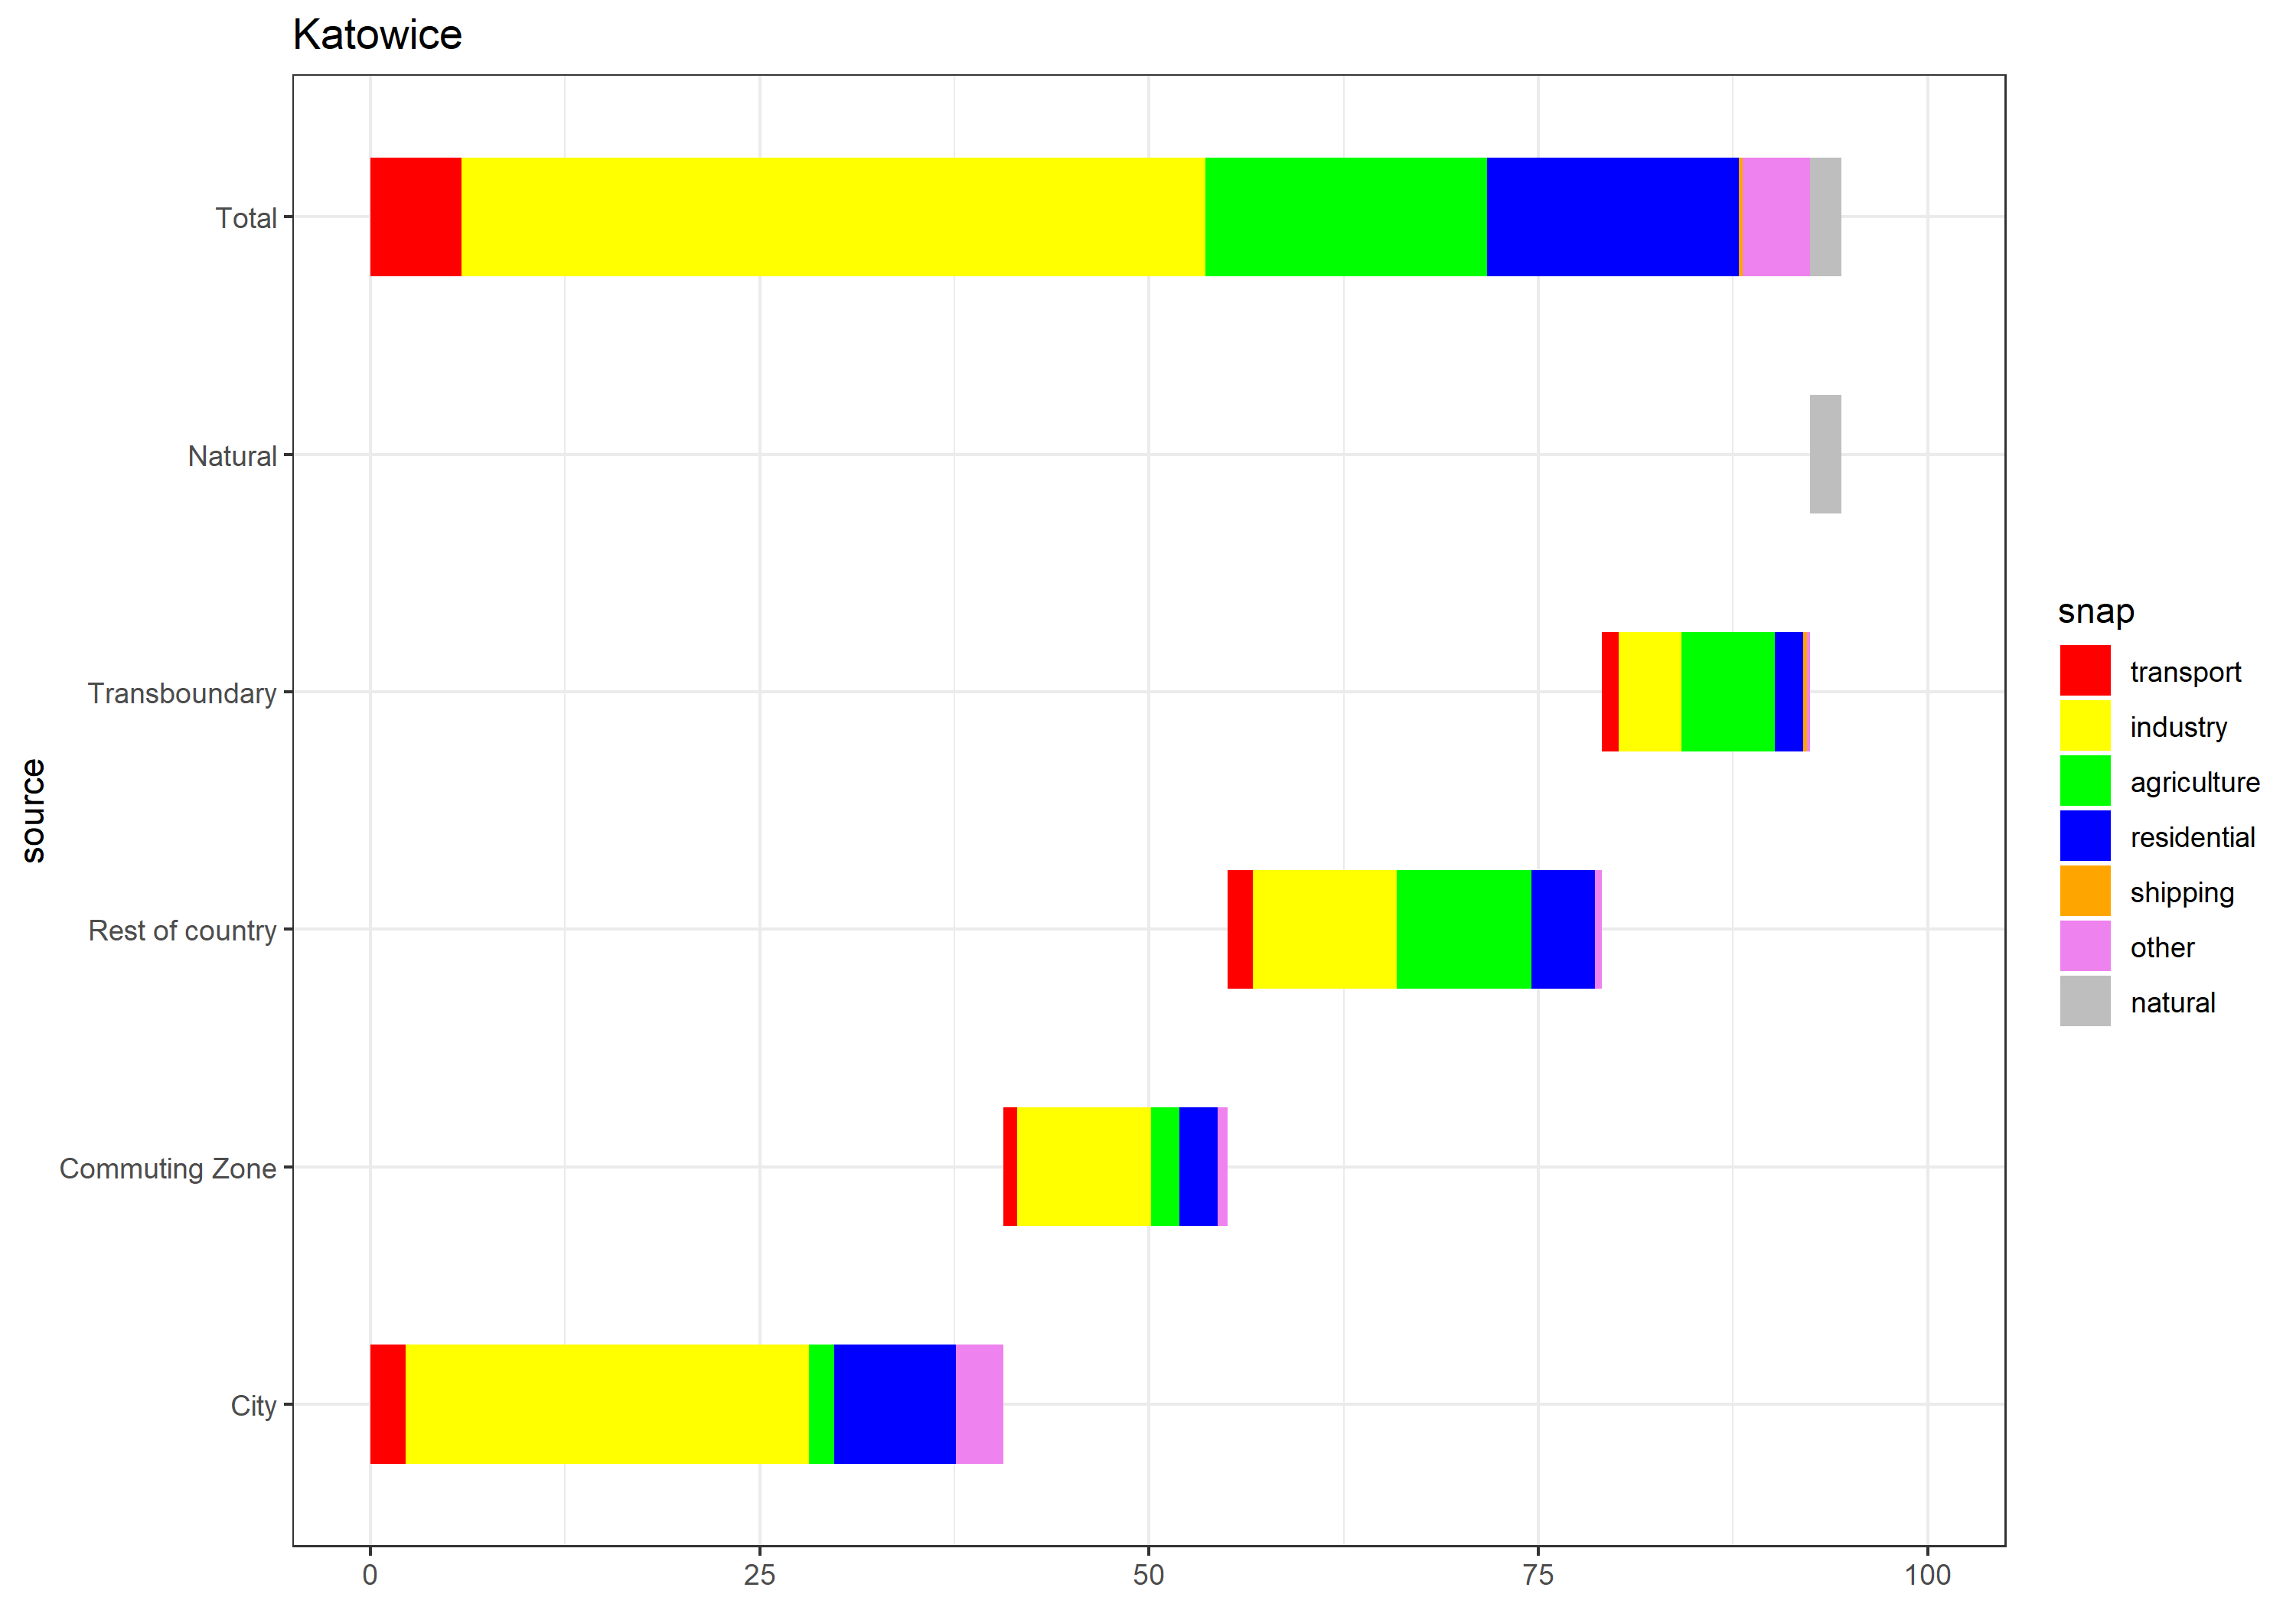 Katowice
source
Total
Natural
Transboundary
Rest of country
Commuting Zone
City
0 25 50 75 100
snap
transport
industry
agriculture
residential
shipping
other
natural